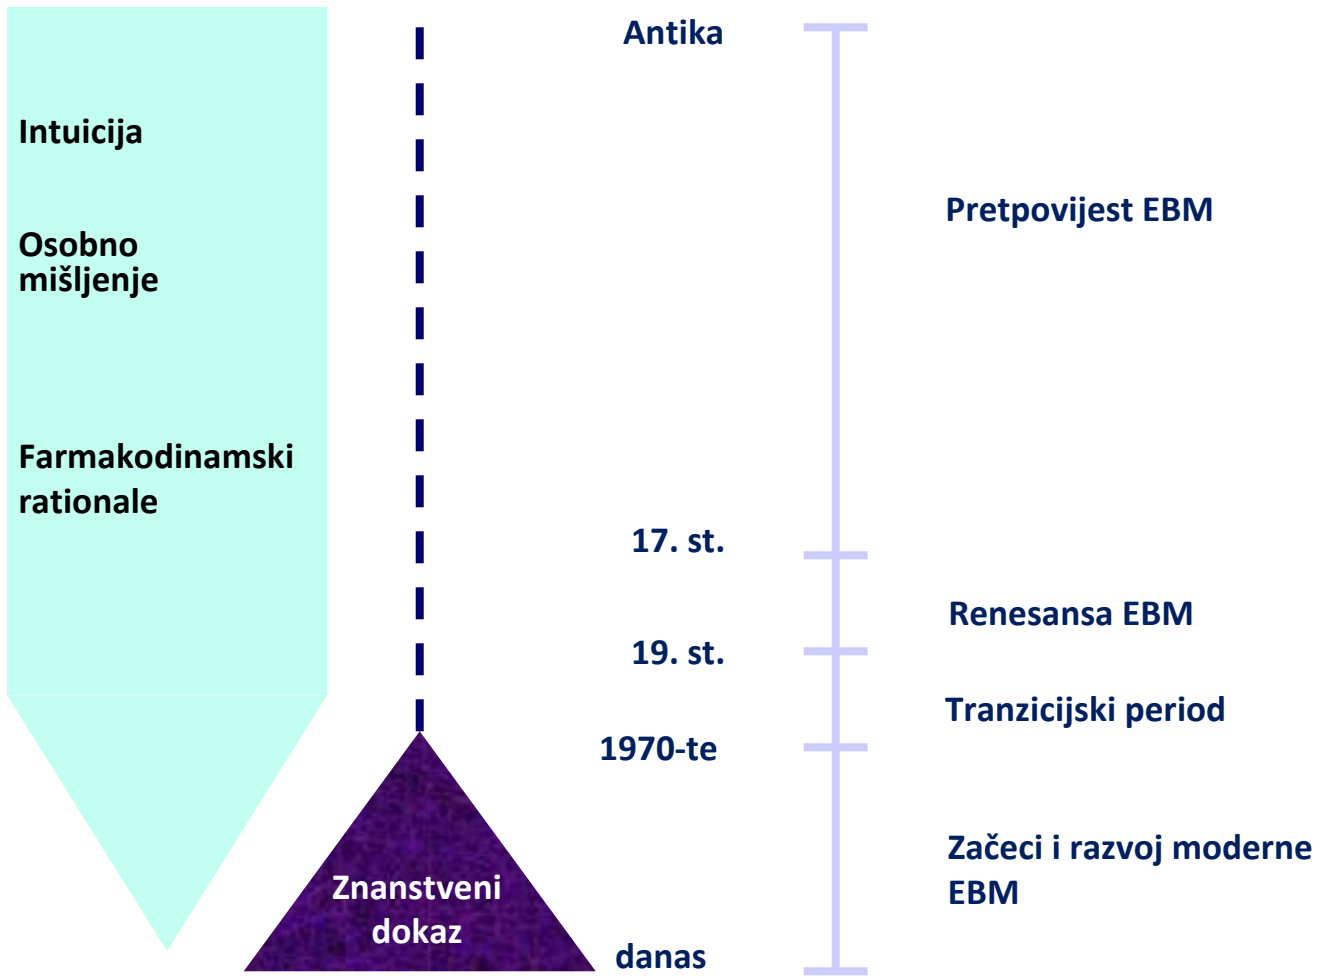 Intuicija
Osobno
mišljenje
Farmakodinamski
rationale
Znanstveni
dokaz
Antika
17. st.
19. st.
1970-te
danas
Pretpovijest EBM
Renesansa EBM
Tranzicijski period
Začeci i razvoj moderne
EBM